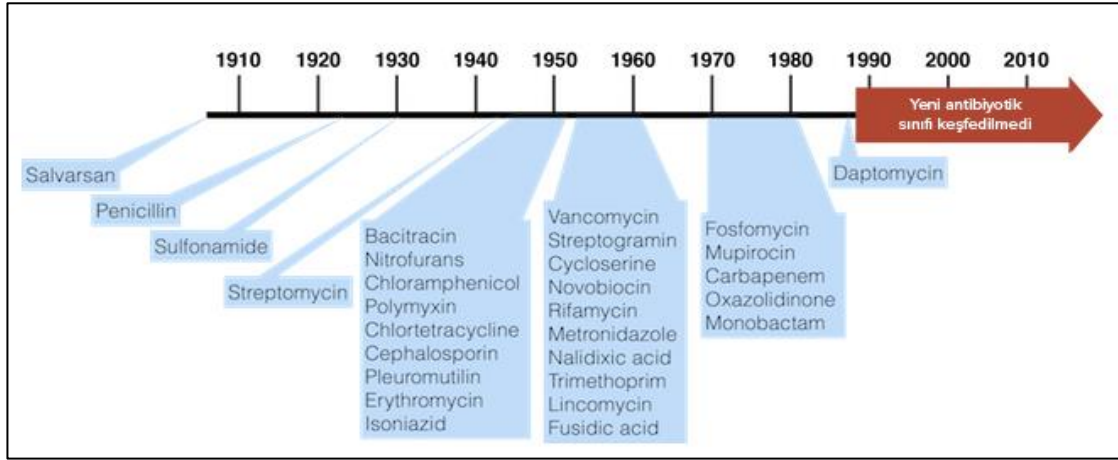 1910 1920 1930 1940 1950 1960 1970 1980 1990 2000 2010
Yeni antibiyotik
sınıfı keşfedilmedi
Salvarsan
Penicillin
Sulfonamide
Streptomycin
Bacitracin
Nitrofurans
Chloramphenicol
Polymyxin
Chlortetracycline
Cephalosporin
Pleuromutilin
Erythromycin
Isoniazid
Vancomycin
Streptogramin
Cycloserine
Novobiocin
Rifamycin
Metronidazole
Nalidixic acid
Trimethoprim
Lincomycin
Fusidic acid
Fosfomycin
Mupirocin
Carbapenem
Oxazolidinone
Monobactam
Daptomycin